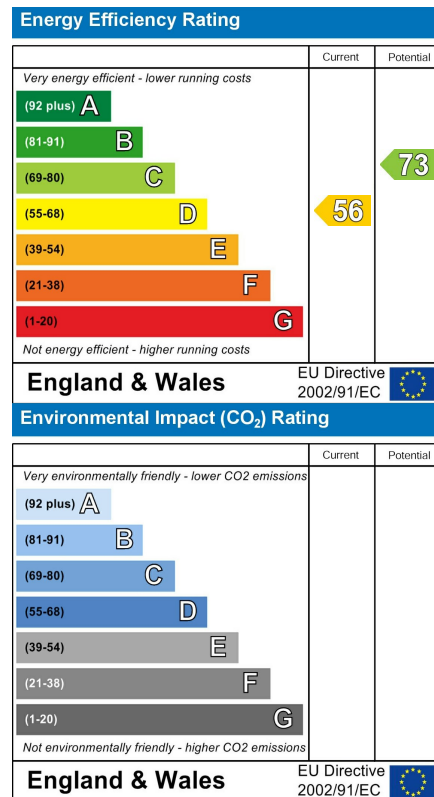 Energy Efficiency Rating
Current Potential
Very energy efficient - lower running costs
(92 plus) A
(81-91) B
(69-80) C
73
(55-68) D
56
(39-54) E
(21-38) F
(1-20) G
Not energy efficient - higher running costs
England & Wales
EU Directive
2002/91/EC
Environmental Impact (CO₂) Rating
Current Potential
Very environmentally friendly - lower CO2 emissions
(92 plus) A
(81-91) B
(69-80) C
(55-68) D
(39-54) E
(21-38) F
(1-20) G
Not environmentally friendly - higher CO2 emissions
England & Wales
EU Directive
2002/91/EC